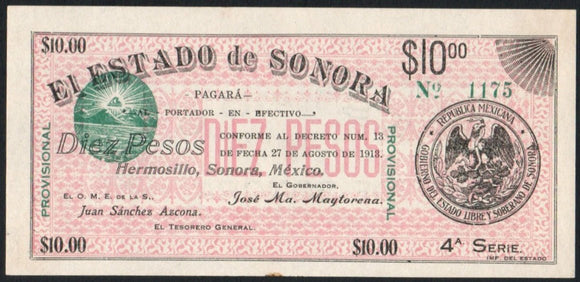 $10.00
$10.00
El ESTADO de SONORA
PAGARÁ
Nº 1175
AL PORTADOR - EN - EFECTIVO
Diez Pesos
DIEZ PESOS
CONFORME AL DECRETO NUM. 13
DE FECHA 27 DE AGOSTO DE 1913.
Hermosillo, Sonora, México.
PROVISIONAL
PROVISIONAL
REPUBLICA MEXICANA
GOBIERNO DEL ESTADO LIBRE Y SOBERANO DE SONORA
E L O. M. E DE LA S.,
EL GOBERNADOR,
Juan Sánchez Azcona.
José Ma. Maytorena.
EL TESORERO GENERAL.
$10.00
$10.00
4ª SERIE.
IMP. DEL ESTADO